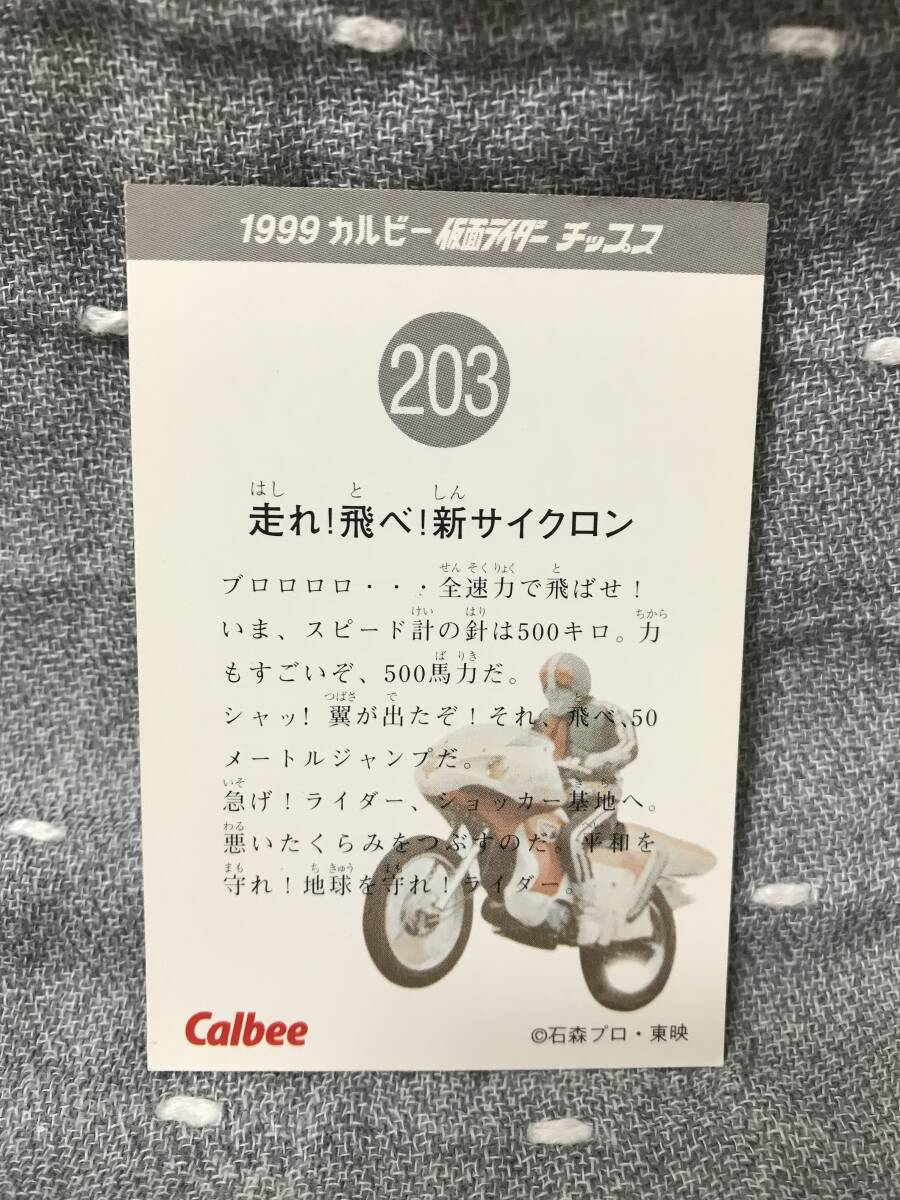 1999 カルビー 仮面ライダー チップス
203
走れ!飛べ!新サイクロン
ブロロロロ・・・全速力で飛ばせ!
いま、スピード計の針は500キロ。力
もすごいぞ、500馬力だ。
シャッ! 翼が出たぞ!それ、飛べ、50
メートルジャンプだ。
急げ!ライダー、ショッカー基地へ。
悪いたくらみをつぶすのだ。平和を
守れ!地球を守れ!ライダー。
Calbee
©石森プロ・東映